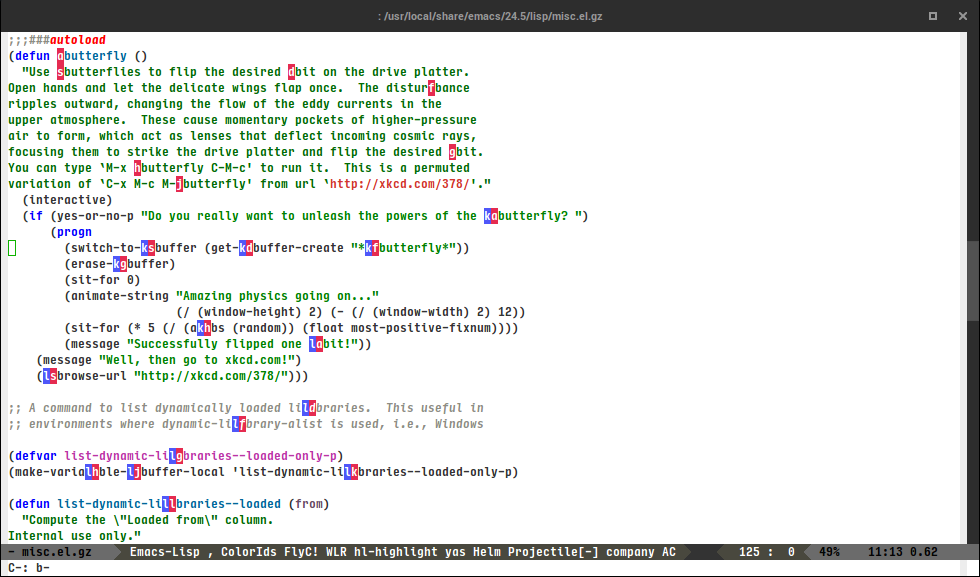 : /usr/local/share/emacs/24.5/lisp/misc.el.gz
;;;###autoload
(defun abutterfly ()
"Use sbutterflies to flip the desired dbit on the drive platter.
Open hands and let the delicate wings flap once.  The disturfbance
ripples outward, changing the flow of the eddy currents in the
upper atmosphere.  These cause momentary pockets of higher-pressure
air to form, which act as lenses that deflect incoming cosmic rays,
focusing them to strike the drive platter and flip the desired gbit.
You can type `M-x hbutterfly C-M-c' to run it.  This is a permuted
variation of `C-x M-c M-jbutterfly' from url `http://xkcd.com/378/'."
(interactive)
(if (yes-or-no-p "Do you really want to unleash the powers of the kabutterfly? ")
(progn
(switch-to-ksbuffer (get-kdbuffer-create "*kfbutterfly*"))
(erase-kgbuffer)
(sit-for 0)
(animate-string "Amazing physics going on..."
(/ (window-height) 2) (- (/ (window-width) 2) 12))
(sit-for (* 5 (/ (akhbs (random)) (float most-positive-fixnum))))
(message "Successfully flipped one labit!"))
(message "Well, then go to xkcd.com!")
(lsbrowse-url "http://xkcd.com/378/")))
;; A command to list dynamically loaded lildbraries.  This useful in
;; environments where dynamic-lilfbrary-alist is used, i.e., Windows
(defvar list-dynamic-lilgbraries--loaded-only-p)
(make-varialhble-ljbuffer-local 'list-dynamic-lilkbraries--loaded-only-p)
(defun list-dynamic-lillbraries--loaded (from)
"Compute the \"Loaded from\" column.
Internal use only."
- misc.el.gz Emacs-Lisp , ColorIds FlyC! WLR hl-highlight yas Helm Projectile[-] company AC 125 : 0 49% 11:13 0.62
C-: b-